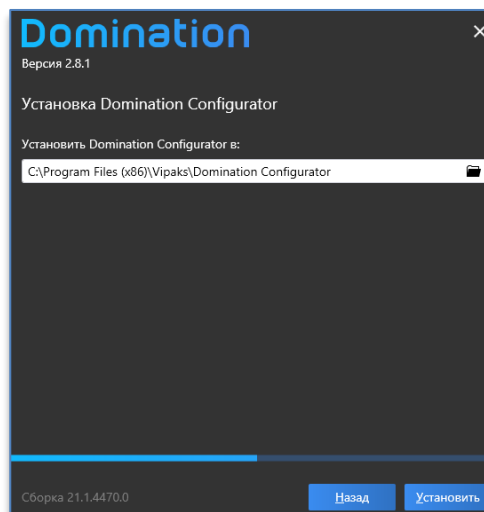 Domination
Версия 2.8.1
Установка Domination Configurator
Установить Domination Configurator в:
C:\Program Files (x86)\Vipaks\Domination Configurator
Сборка 21.1.4470.0
Назад
Установить